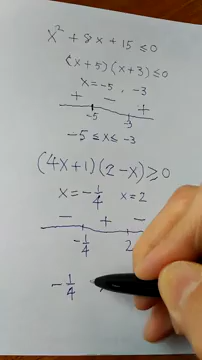 x² + 8x + 15 ≤ 0
(x+5)(x+3) ≤ 0
x = -5, -3
+ − +
-5 -3
-5 ≤ x ≤ -3
(4x+1)(2-x) ≥ 0
x = -1/4 x = 2
− + −
-1/4 2
-1/4